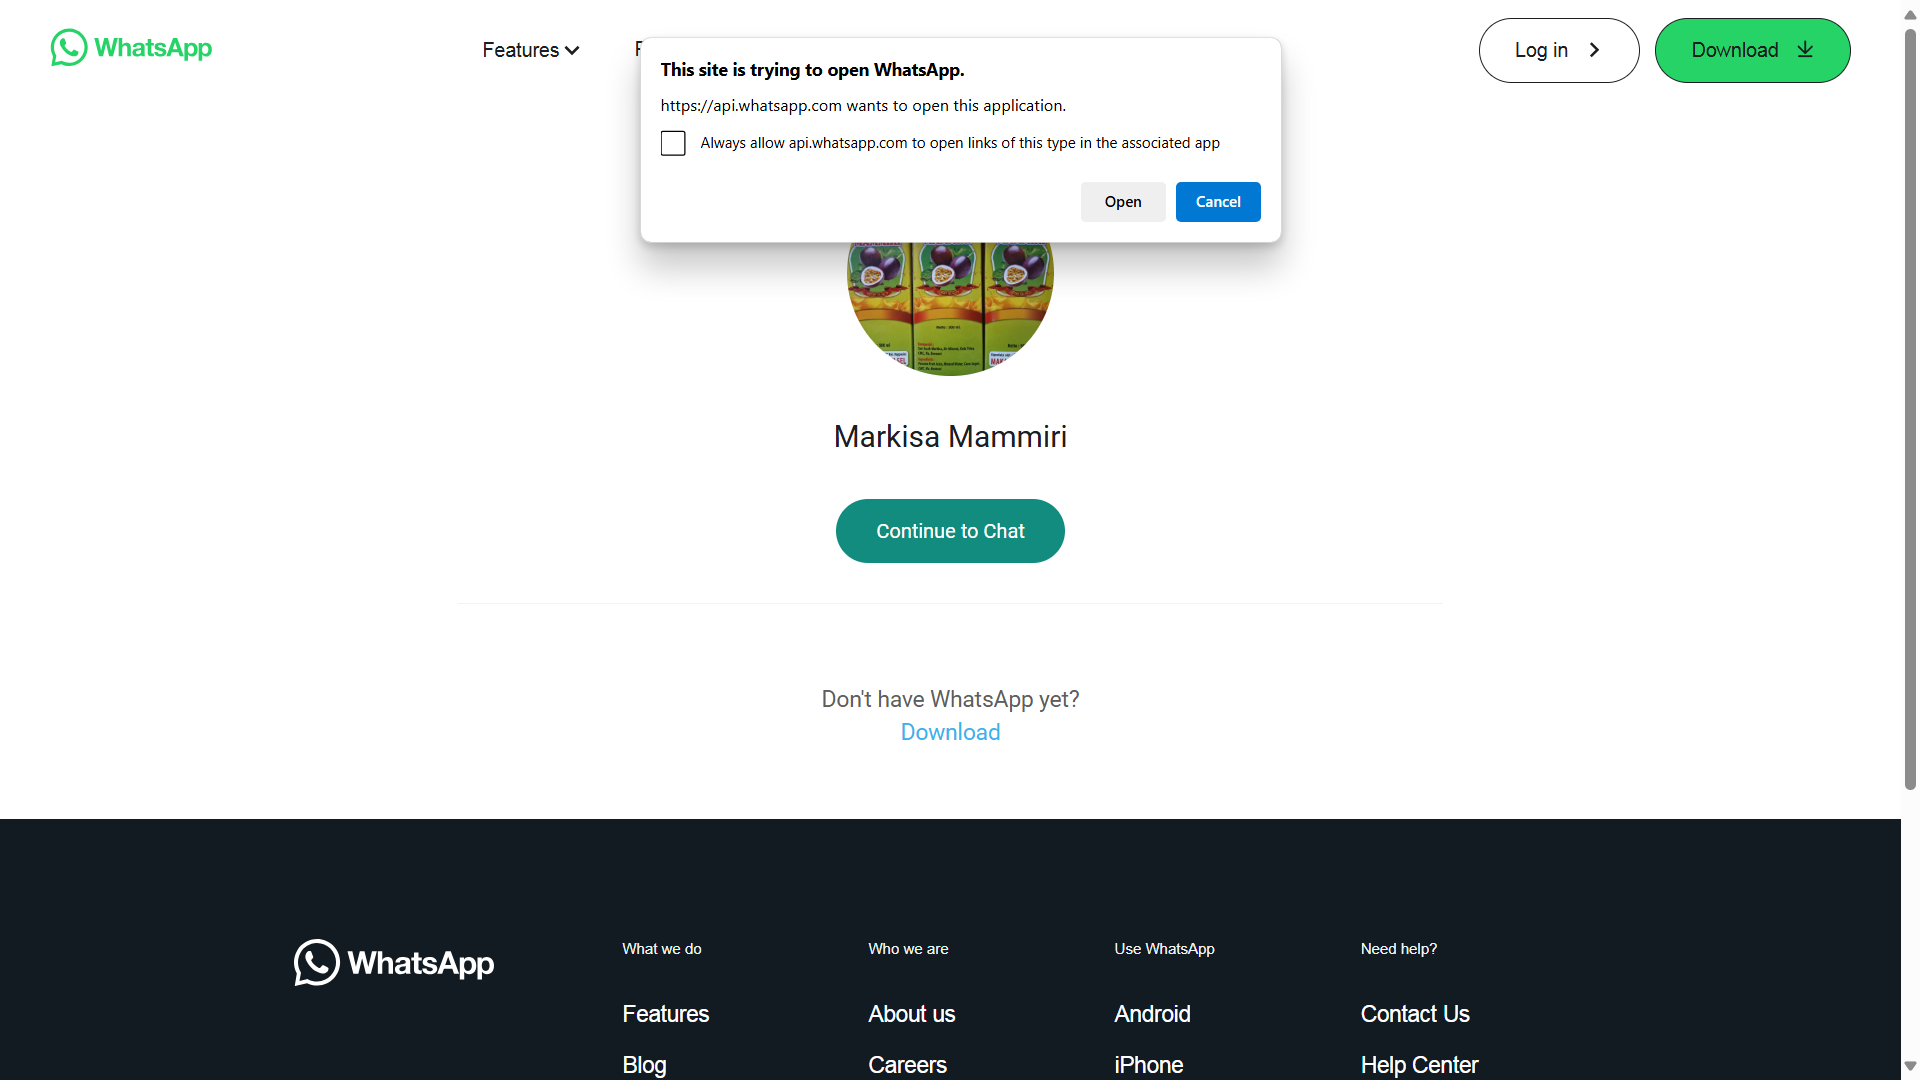 WhatsApp
Features
Log in
Download
This site is trying to open WhatsApp.
https://api.whatsapp.com wants to open this application.
Always allow api.whatsapp.com to open links of this type in the associated app
Open
Cancel
Markisa Mammiri
Continue to Chat
Don't have WhatsApp yet?
Download
WhatsApp
What we do
Who we are
Use WhatsApp
Need help?
Features
About us
Android
Contact Us
Blog
Careers
iPhone
Help Center